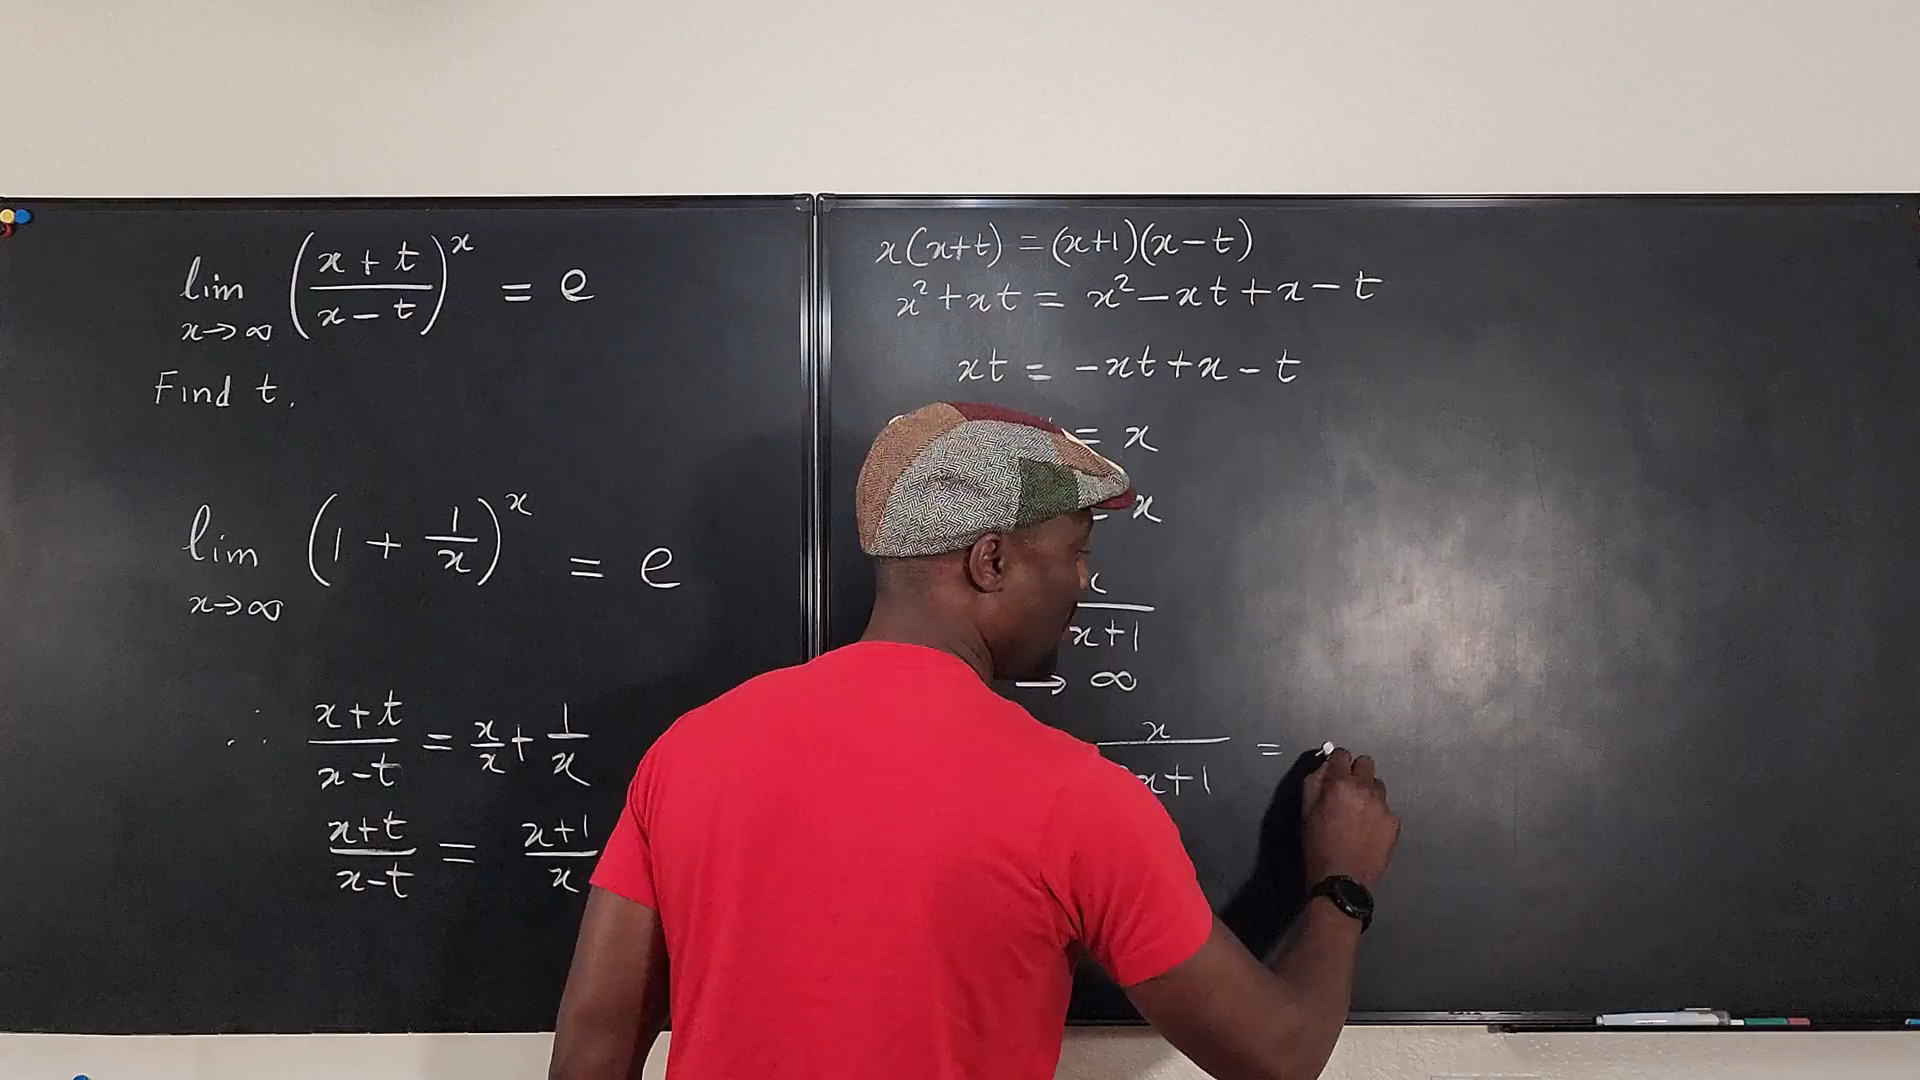 lim (x+t / x-t)^x = e
x→∞
Find t.
lim (1 + 1/x)^x = e
x→∞
∴ x+t / x-t = x/x + 1/x
x+t / x-t = x+1 / x
x(x+t) = (x+1)(x-t)
x² + xt = x² - xt + x - t
xt = -xt + x - t
= x
= x
x+1
→ ∞
x / x+1 =